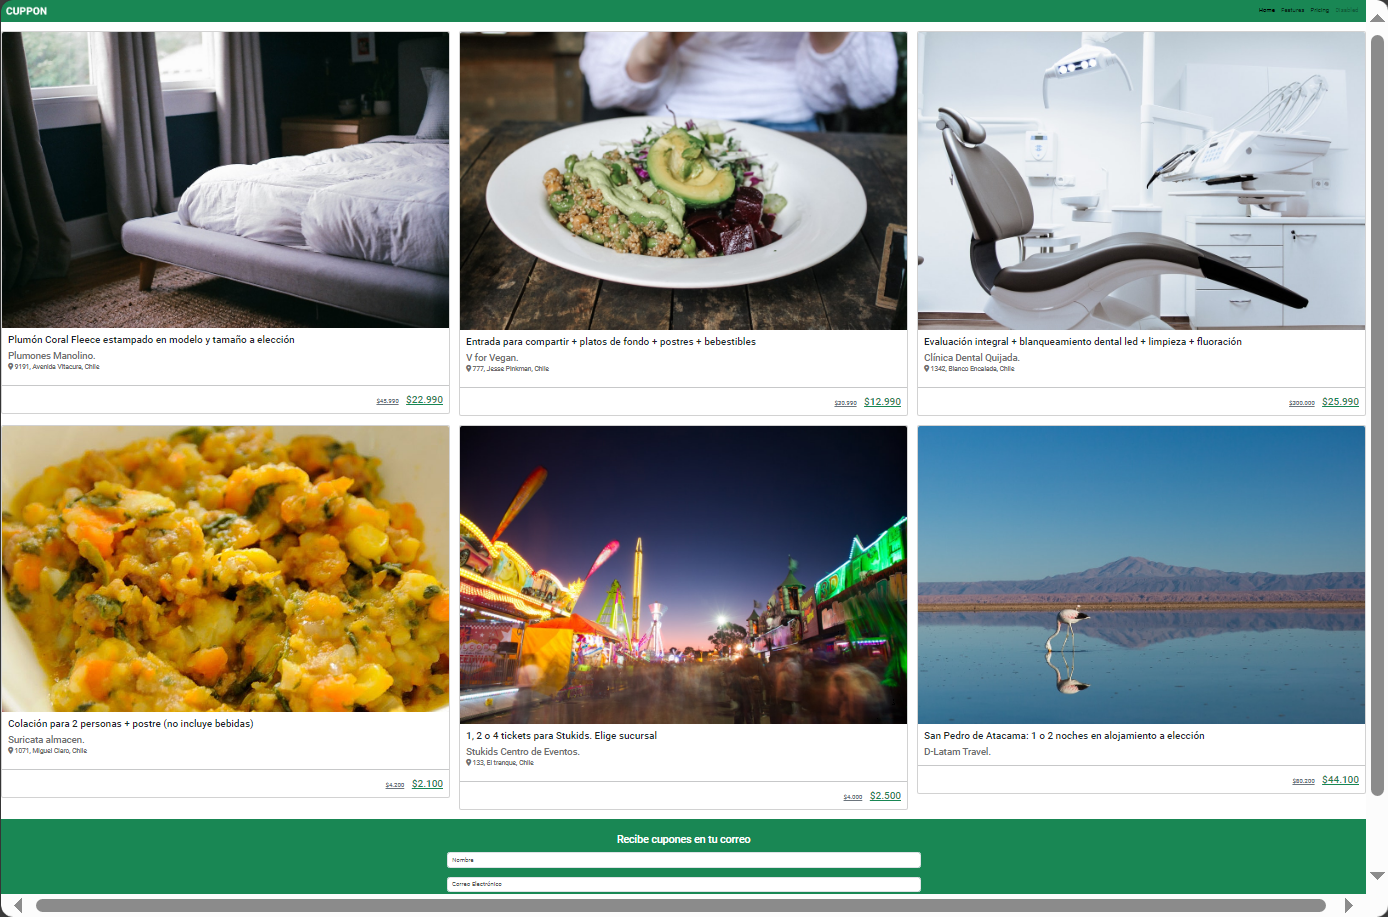 CUPPON
Home Features Pricing Disabled
Plumón Coral Fleece estampado en modelo y tamaño a elección
Plumones Manolino.
9191, Avenida Vitacura, Chile
$45.990 $22.990
Entrada para compartir + platos de fondo + postres + bebestibles
V for Vegan.
777, Jesse Pinkman, Chile
$20.990 $12.990
Evaluación integral + blanqueamiento dental led + limpieza + fluoración
Clínica Dental Quijada.
1342, Blanco Encalada, Chile
$200.000 $25.990
Colación para 2 personas + postre (no incluye bebidas)
Suricata almacen.
1071, Miguel Claro, Chile
$4.200 $2.100
1, 2 o 4 tickets para Stukids. Elige sucursal
Stukids Centro de Eventos.
133, El tranque, Chile
$4.000 $2.500
San Pedro de Atacama: 1 o 2 noches en alojamiento a elección
D-Latam Travel.
$80.200 $44.100
Recibe cupones en tu correo
Nombre
Correo Electrónico